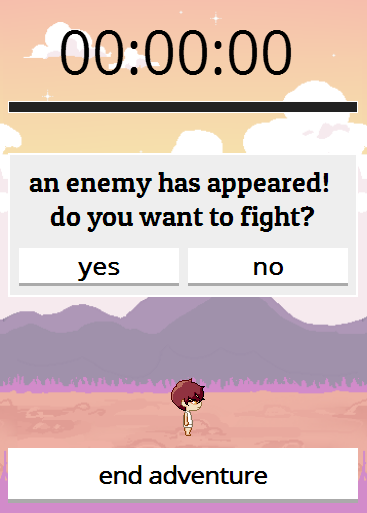 00:00:00
an enemy has appeared!
do you want to fight?
yes
no
end adventure